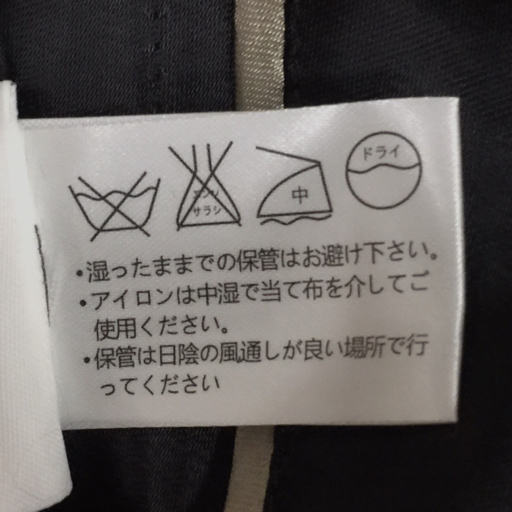 エンソ
サラシ
中
ドライ
・湿ったままでの保管はお避け下さい。
・アイロンは中湿で当て布を介してご
使用ください。
・保管は日陰の風通しが良い場所で行
ってください